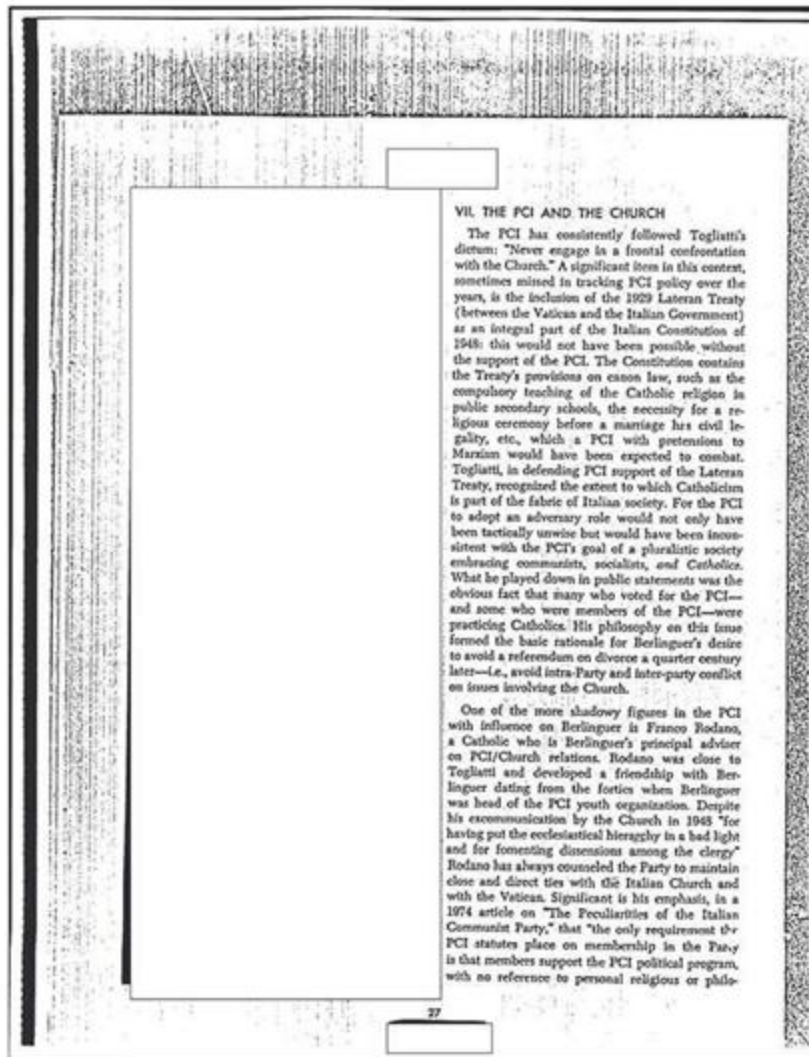 VII. THE PCI AND THE CHURCH
The PCI has consistently followed Togliatti's
dictum: "Never engage in a frontal confrontation
with the Church." A significant item in this context,
sometimes missed in tracking PCI policy over the
years, is the inclusion of the 1929 Lateran Treaty
(between the Vatican and the Italian Government)
as an integral part of the Italian Constitution of
1948: this would not have been possible without
the support of the PCI. The Constitution contains
the Treaty's provisions on canon law, such as the
compulsory teaching of the Catholic religion in
public secondary schools, the necessity for a re-
ligious ceremony before a marriage has civil le-
gality, etc., which a PCI with pretensions to
Marxism would have been expected to combat.
Togliatti, in defending PCI support of the Lateran
Treaty, recognized the extent to which Catholicism
is part of the fabric of Italian society. For the PCI
to adopt an adversary role would not only have
been tactically unwise but would have been incon-
sistent with the PCI's goal of a pluralistic society
embracing communists, socialists, and Catholics.
What he played down in public statements was the
obvious fact that many who voted for the PCI—
and some who were members of the PCI—were
practicing Catholics. His philosophy on this issue
formed the basic rationale for Berlinguer's desire
to avoid a referendum on divorce a quarter century
later—i.e., avoid intra-Party and inter-party conflict
on issues involving the Church.
One of the more shadowy figures in the PCI
with influence on Berlinguer is Franco Rodano,
a Catholic who is Berlinguer's principal adviser
on PCI/Church relations. Rodano was close to
Togliatti and developed a friendship with Ber-
linguer dating from the forties when Berlinguer
was head of the PCI youth organization. Despite
his excommunication by the Church in 1948 "for
having put the ecclesiastical hierarchy in a bad light
and for fomenting dissensions among the clergy"
Rodano has always counseled the Party to maintain
close and direct ties with the Italian Church and
with the Vatican. Significant is his emphasis, in a
1974 article on "The Peculiarities of the Italian
Communist Party," that "the only requirement the
PCI statutes place on membership in the Party
is that members support the PCI political program,
with no reference to personal religious or philo-
27